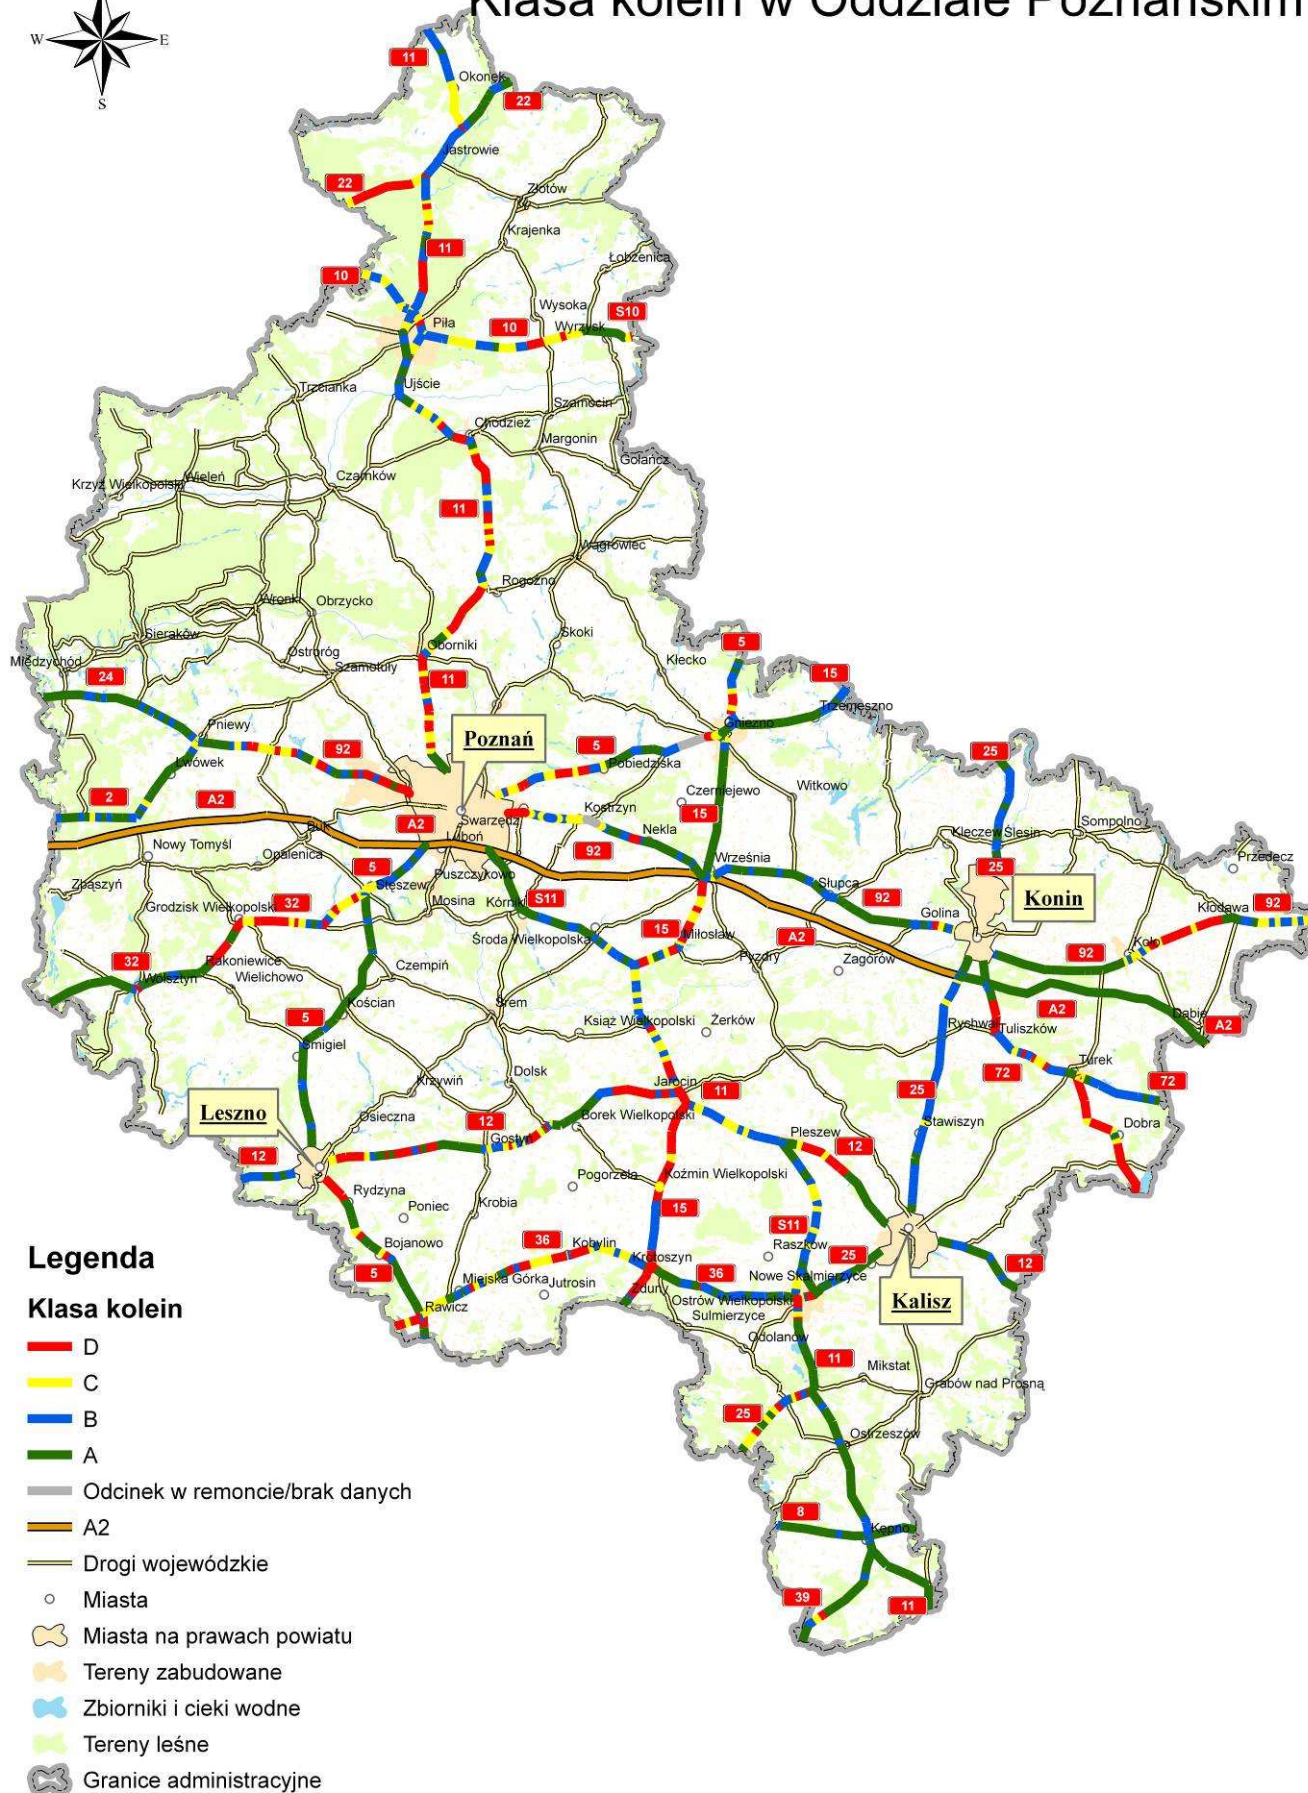 Klasa kolein w Oddziale Poznańskim
W
E
S
11
Okonek
22
Jastrowie
22
Złotów
Krajenka
11
Łobżenica
10
Wysoka
S10
Piła
10
Wyrzysk
Trzcianka
Ujście
Szamocin
Chodzież
Margonin
Gołańcz
Krzyż Wielkopolski
Wieleń
Czarnków
11
Wągrowiec
Rogoźno
Wronki
Obrzycko
Sieraków
Skoki
Oborniki
5
Międzychód
Ostroróg
Szamotuły
Kłecko
24
11
15
Trzemeszno
Pniewy
Gniezno
Poznań
92
5
25
Lwówek
Pobiedziska
Witkowo
2
A2
Czerniejewo
Kostrzyn
15
Swarzędz
A2
Buk
Nekla
Kleczew
Ślesin
Sompolno
Luboń
Nowy Tomyśl
Opalenica
92
Września
Przedecz
5
25
Zbąszyń
Stęszew
Puszczykowo
Słupca
Konin
Grodzisk Wielkopolski
32
Mosina
Kórnik
S11
92
Kłodawa
92
Golina
Środa Wielkopolska
15
Miłosław
A2
Koło
92
32
Rakoniewice
Pyzdry
Zagórów
Wolsztyn
Wielichowo
Czempiń
Kościan
Śrem
A2
Dąbie
5
Książ Wielkopolski
Żerków
Rychwał
Tuliszków
A2
Śmigiel
Turek
Dolsk
72
Krzywiń
Jarocin
11
25
72
Leszno
Osieczna
12
Borek Wielkopolski
Stawiszyn
Dobra
Gostyń
Pleszew
12
12
Pogorzela
Koźmin Wielkopolski
Rydzyna
Krobia
Poniec
15
S11
Bojanowo
36
Kobylin
Raszków
25
Krotoszyn
12
5
Miejska Górka
Jutrosin
36
Nowe Skalmierzyce
Zduny
Rawicz
Ostrów Wielkopolski
Kalisz
Sulmierzyce
Odolanów
11
Mikstat
Grabów nad Prosną
25
Ostrzeszów
8
Kępno
39
11
Legenda
Klasa kolein
D
C
B
A
Odcinek w remoncie/brak danych
A2
Drogi wojewódzkie
Miasta
Miasta na prawach powiatu
Tereny zabudowane
Zbiorniki i cieki wodne
Tereny leśne
Granice administracyjne